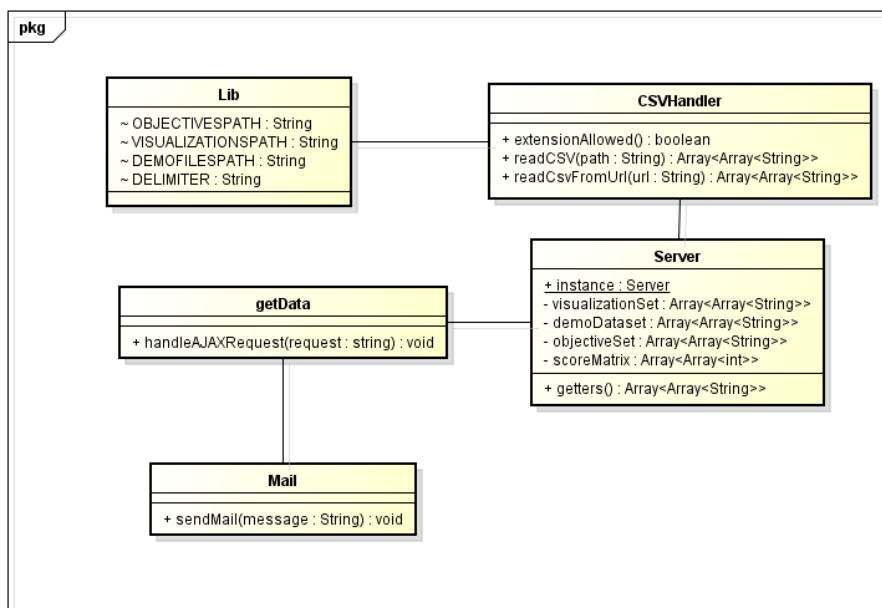 pkg
Lib
~ OBJECTIVESPATH : String
~ VISUALIZATIONSPATH : String
~ DEMOFILESPATH : String
~ DELIMITER : String
CSVHandler
+ extensionAllowed() : boolean
+ readCSV(path : String) : Array<Array<String>>
+ readCsvFromUrl(url : String) : Array<Array<String>>
Server
+ instance : Server
- visualizationSet : Array<Array<String>>
- demoDataset : Array<Array<String>>
- objectiveSet : Array<Array<String>>
- scoreMatrix : Array<Array<int>>
+ getters() : Array<Array<String>>
getData
+ handleAJAXRequest(request : string) : void
Mail
+ sendMail(message : String) : void